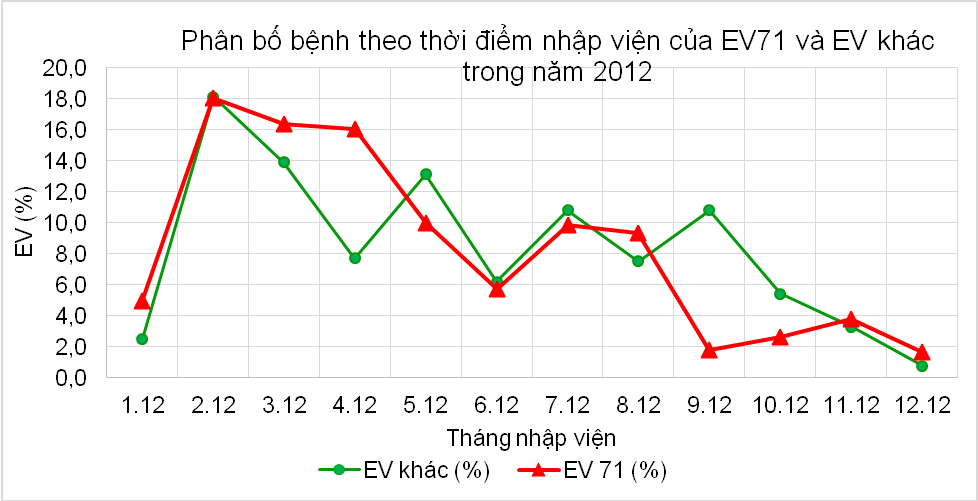 Phân bố bệnh theo thời điểm nhập viện của EV71 và EV khác
trong năm 2012
EV (%)
20,0
18,0
16,0
14,0
12,0
10,0
8,0
6,0
4,0
2,0
0,0
1.12 2.12 3.12 4.12 5.12 6.12 7.12 8.12 9.12 10.12 11.12 12.12
Tháng nhập viện
EV khác (%) EV 71 (%)